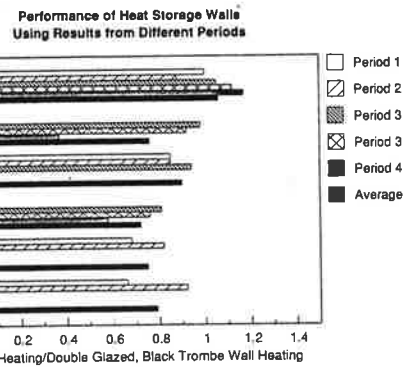 Performance of Heat Storage Walls
Using Results from Different Periods
Period 1
Period 2
Period 3
Period 3
Period 4
Average
0.2 0.4 0.6 0.8 1 1.2 1.4
Heating/Double Glazed, Black Trombe Wall Heating